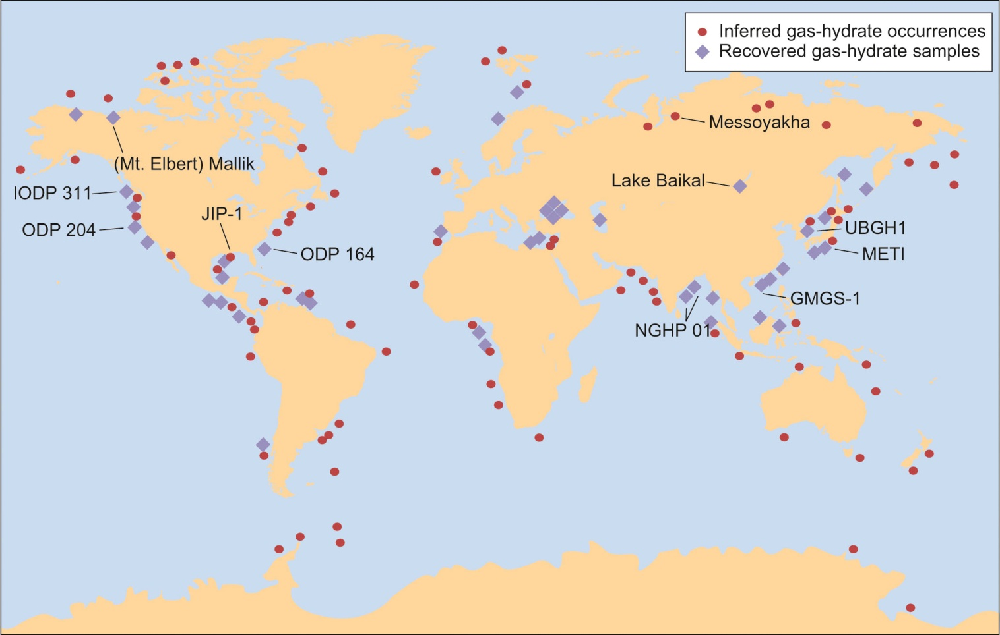 Inferred gas-hydrate occurrences
Recovered gas-hydrate samples
Messoyakha
(Mt. Elbert) Mallik
Lake Baikal
IODP 311
JIP-1
ODP 204
UBGH1
ODP 164
METI
GMGS-1
NGHP 01